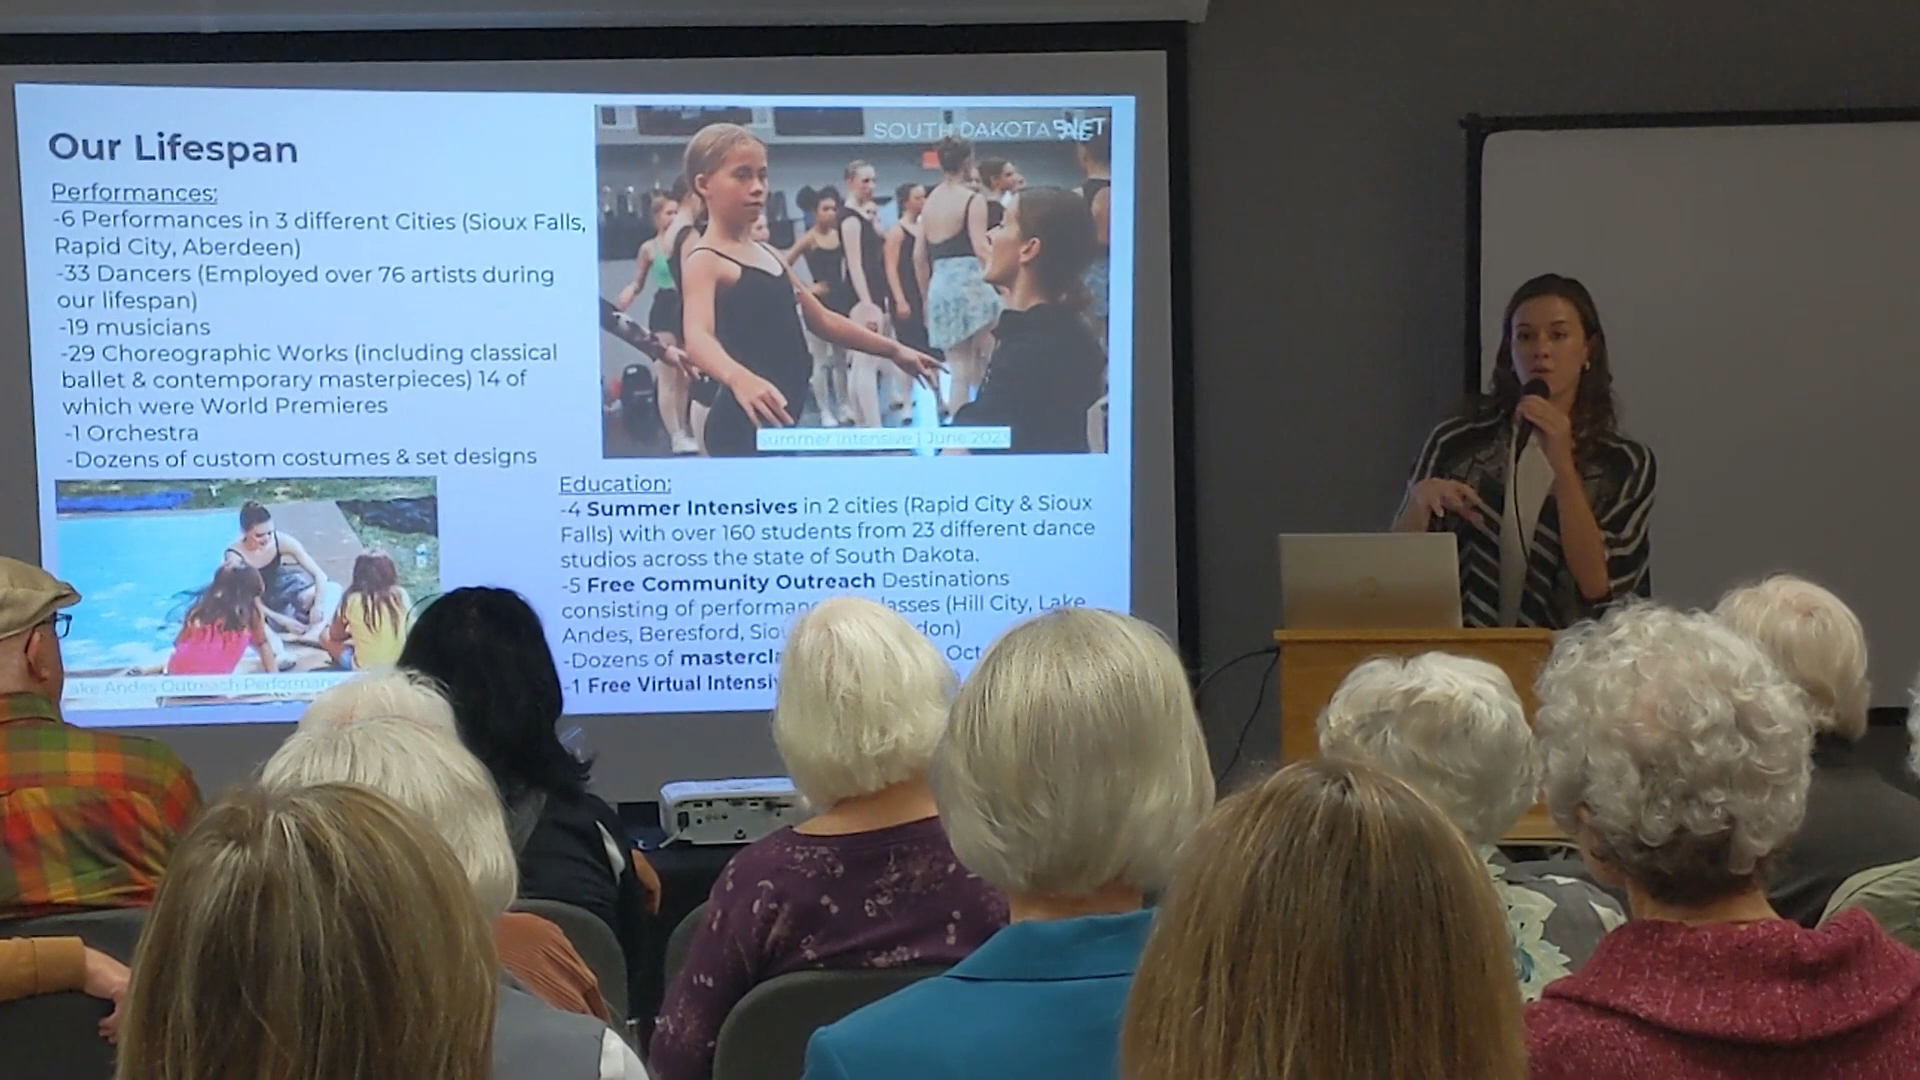 Our Lifespan
Performances:
-6 Performances in 3 different Cities (Sioux Falls,
Rapid City, Aberdeen)
-33 Dancers (Employed over 76 artists during
our lifespan)
-19 musicians
-29 Choreographic Works (including classical
ballet & contemporary masterpieces) 14 of
which were World Premieres
-1 Orchestra
-Dozens of custom costumes & set designs
SOUTH DAKOTA
Summer Intensive | June 2023
Education:
-4 Summer Intensives in 2 cities (Rapid City & Sioux
Falls) with over 160 students from 23 different dance
studios across the state of South Dakota.
-5 Free Community Outreach Destinations
consisting of (Hill City, Lake
Andes, Beresford,
-Dozens of
-1 Free Virtual
Andes Outreach